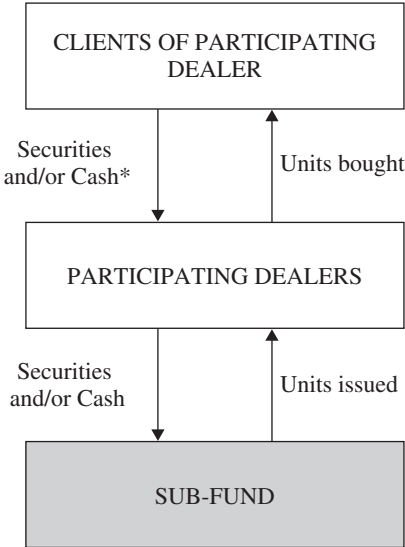 CLIENTS OF PARTICIPATING
DEALER
Securities
and/or Cash*
Units bought
PARTICIPATING DEALERS
Securities
and/or Cash
Units issued
SUB-FUND